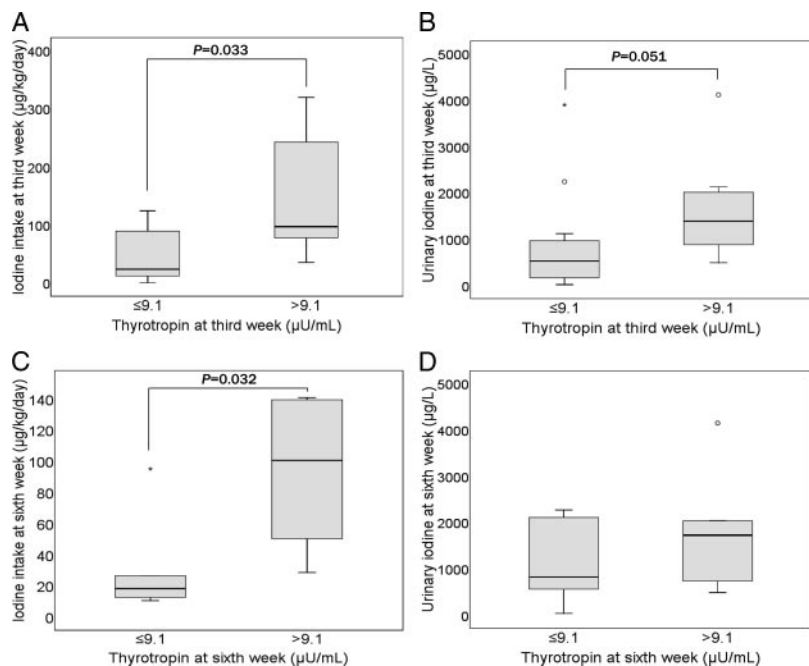 A
Iodine intake at third week (µg/kg/day)
400
300
200
100
0
P=0.033
≤9.1
>9.1
Thyrotropin at third week (µU/mL)
B
Urinary iodine at third week (µg/L)
5000
4000
3000
2000
1000
0
P=0.051
≤9.1
>9.1
Thyrotropin at third week (µU/mL)
C
Iodine intake at sixth week (µg/kg/day)
140
120
100
80
60
40
20
0
P=0.032
≤9.1
>9.1
Thyrotropin at sixth week (µU/mL)
D
Urinary iodine at sixth week (µg/L)
5000
4000
3000
2000
1000
0
≤9.1
>9.1
Thyrotropin at sixth week (µU/mL)